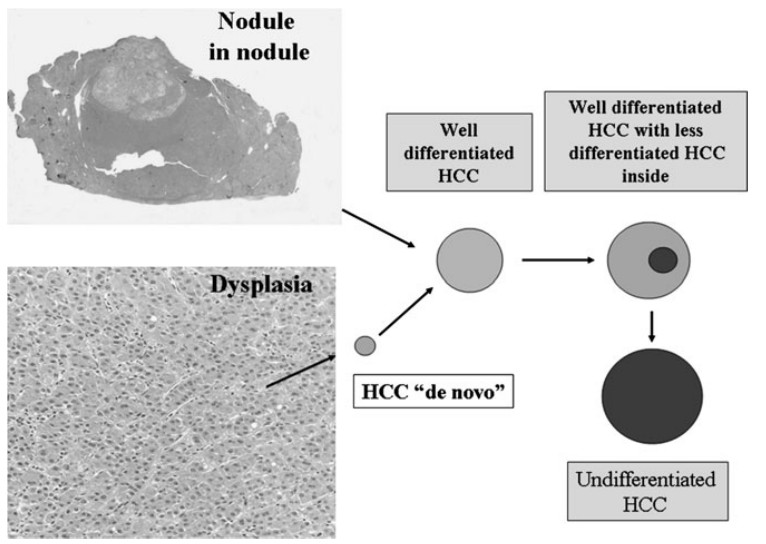 Nodule
in nodule
Well
differentiated
HCC
Well differentiated
HCC with less
differentiated HCC
inside
Dysplasia
HCC “de novo”
Undifferentiated
HCC